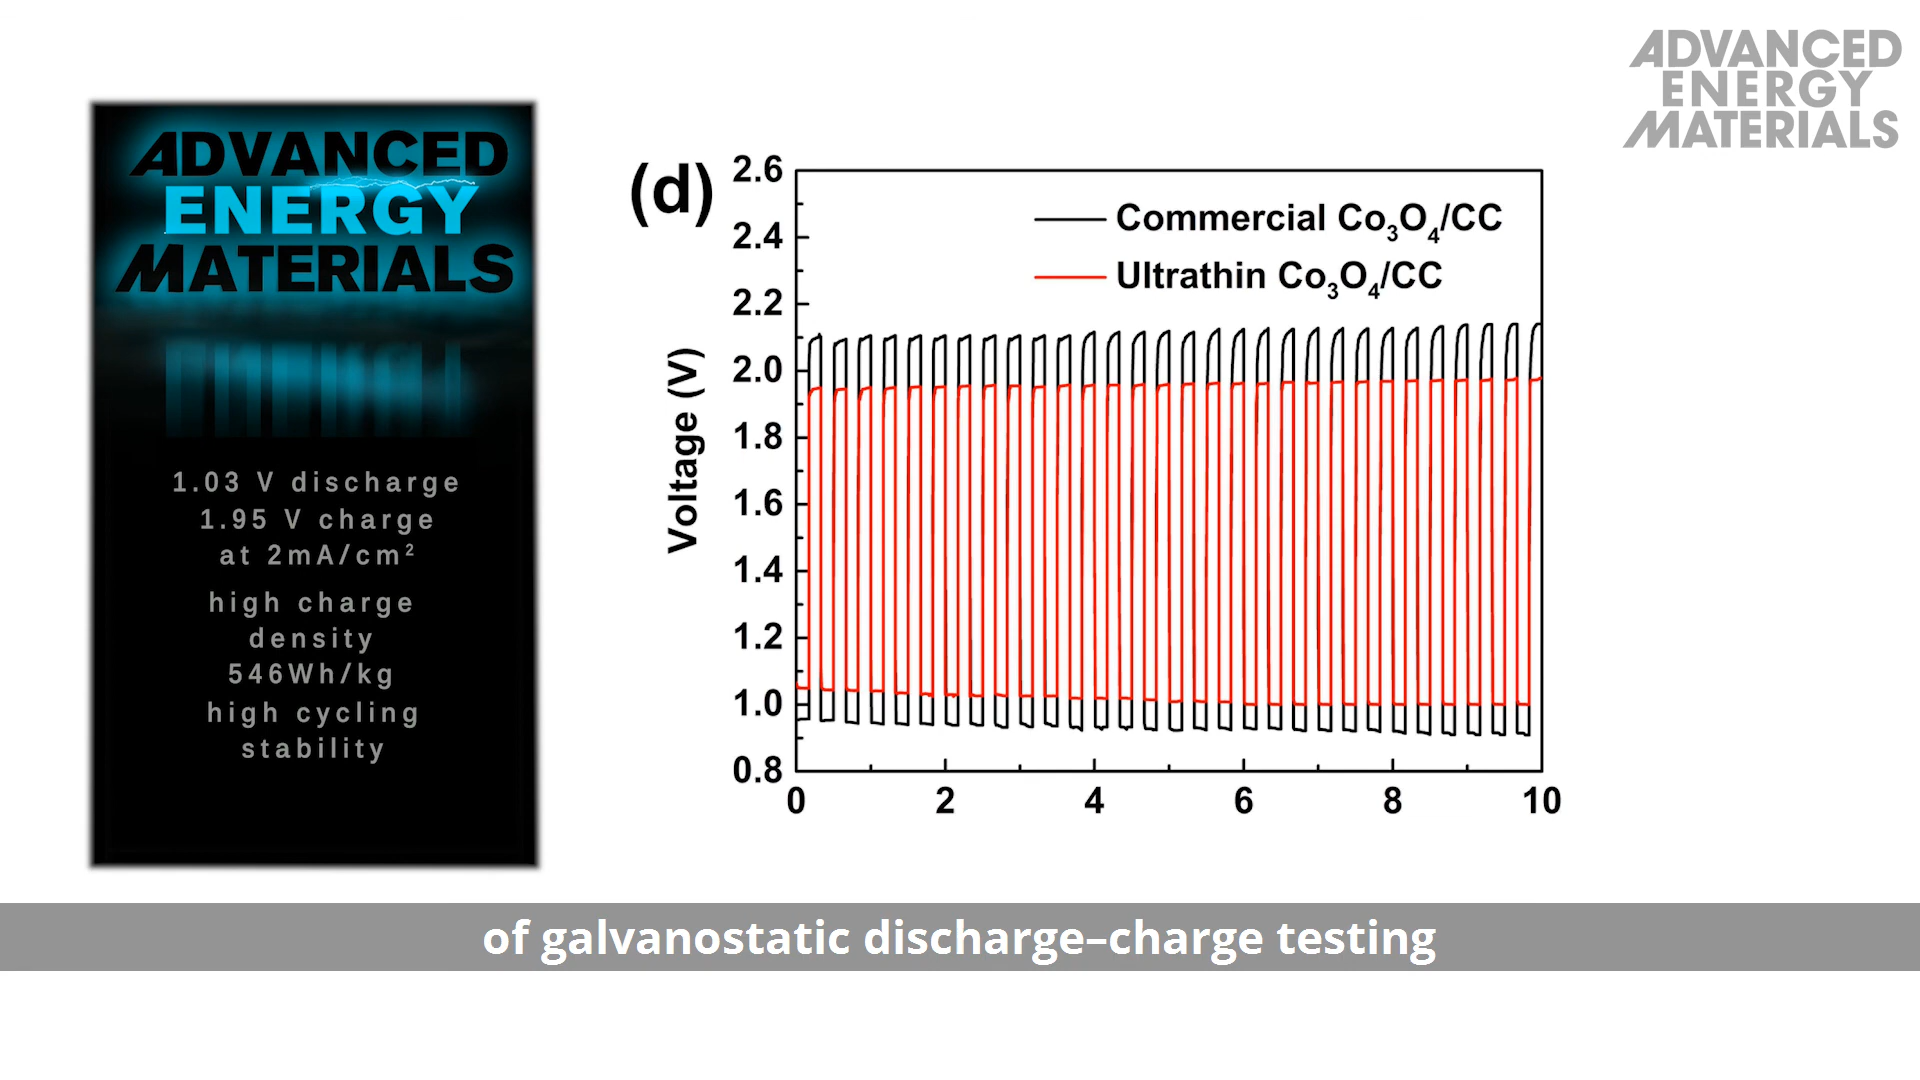 ADVANCED
ENERGY
MATERIALS
ADVANCED
ENERGY
MATERIALS
1.03 V discharge
1.95 V charge
at 2mA/cm²
high charge
density
546Wh/kg
high cycling
stability
(d)
Commercial Co₃O₄/CC
Ultrathin Co₃O₄/CC
Voltage (V)
2.6
2.4
2.2
2.0
1.8
1.6
1.4
1.2
1.0
0.8
0 2 4 6 8 10
of galvanostatic discharge–charge testing